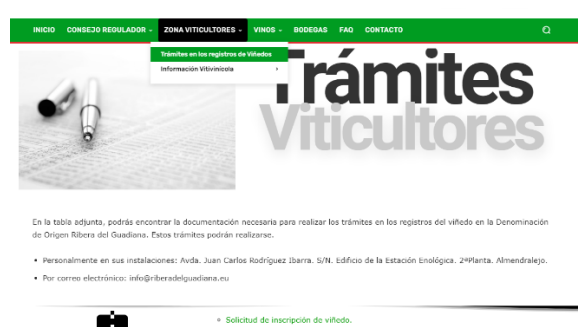 INICIO CONSEJO REGULADOR ZONA VITICULTORES VINOS BODEGAS FAQ CONTACTO
Trámites en los registros de Viñedos
Información Vitivinícola
Trámites
Viticultores
En la tabla adjunta, podrás encontrar la documentación necesaria para realizar los trámites en los registros del viñedo en la Denominación
de Origen Ribera del Guadiana. Estos trámites podrán realizarse.
• Personalmente en sus instalaciones: Avda. Juan Carlos Rodríguez Ibarra. S/N. Edificio de la Estación Enológica. 2ªPlanta. Almendralejo.
• Por correo electrónico: info@riberadelguadiana.eu
Solicitud de inscripción de viñedo.